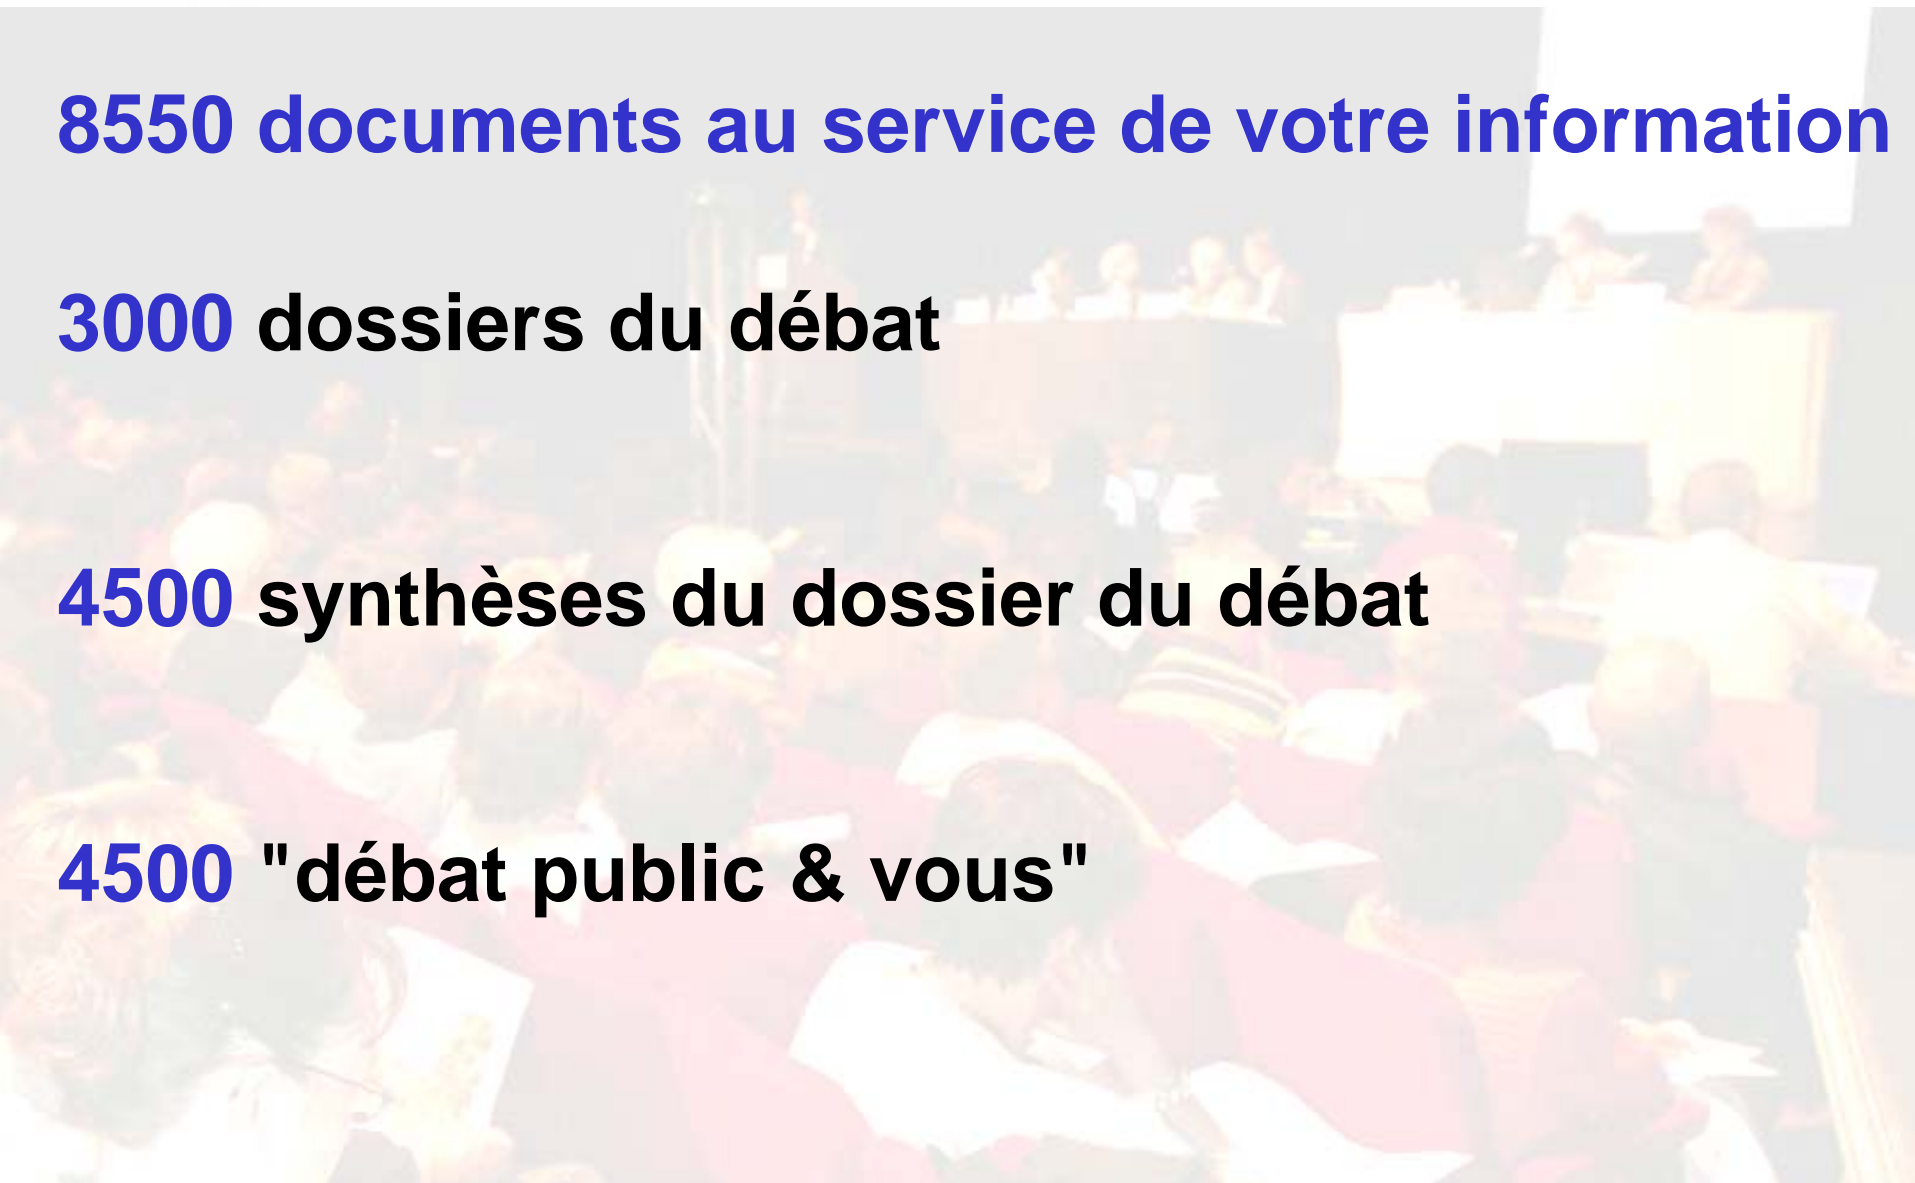 8550 documents au service de votre information
3000 dossiers du débat
4500 synthèses du dossier du débat
4500 "débat public & vous"